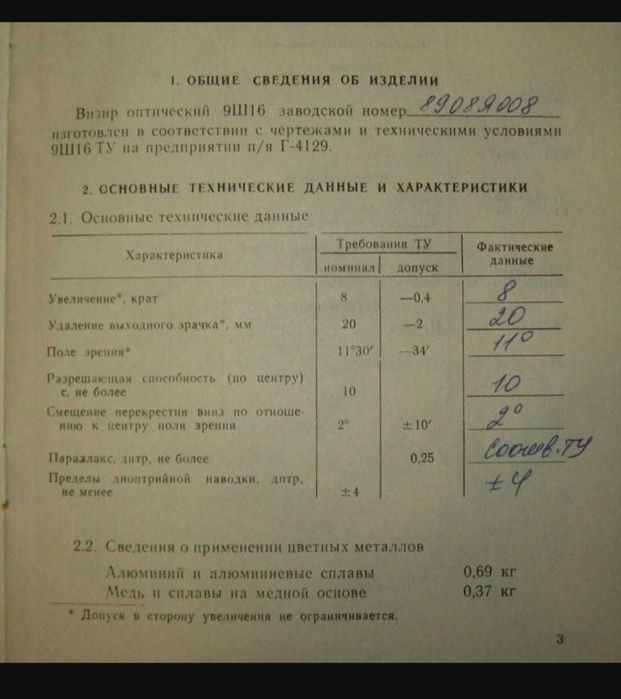 1. ОБЩИЕ СВЕДЕНИЯ ОБ ИЗДЕЛИИ
Визир оптический 9Ш16 заводской номер 89089008
изготовлен в соответствии с чертежами и техническими условиями
9Ш16 ТУ на предприятии п/я Г-4129.
2. ОСНОВНЫЕ ТЕХНИЧЕСКИЕ ДАННЫЕ И ХАРАКТЕРИСТИКИ
2.1. Основные технические данные
Характеристика Требования ТУ Фактические данные
номинал допуск
Увеличение*, крат 8 —0,4 8
Удаление выходного зрачка*, мм 20 —2 20
Поле зрения* 11°30′ —34′ 11°
Разрешающая способность (по центру)
с, не более 10 10
Смещение перекрестия вниз по отноше-
нию к центру поля зрения 2° ±10′ 2°
Параллакс, дптр, не более 0,25 Соотв. ТУ
Пределы диоптрийной наводки, дптр,
не менее ±4 ±4
2.2. Сведения о применении цветных металлов
Алюминий и алюминиевые сплавы 0,69 кг
Медь и сплавы на медной основе 0,37 кг
* Допуск в сторону увеличения не ограничивается.
3